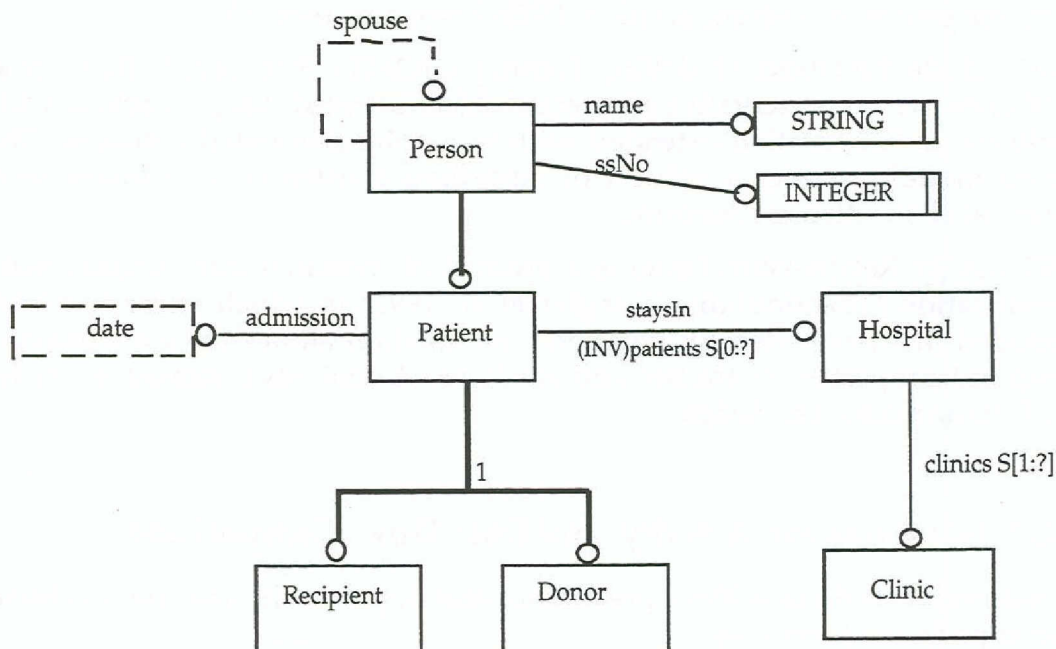 spouse
name
STRING
Person
ssNo
INTEGER
date
admission
Patient
staysIn
(INV)patients S[0:?]
Hospital
1
clinics S[1:?]
Recipient
Donor
Clinic